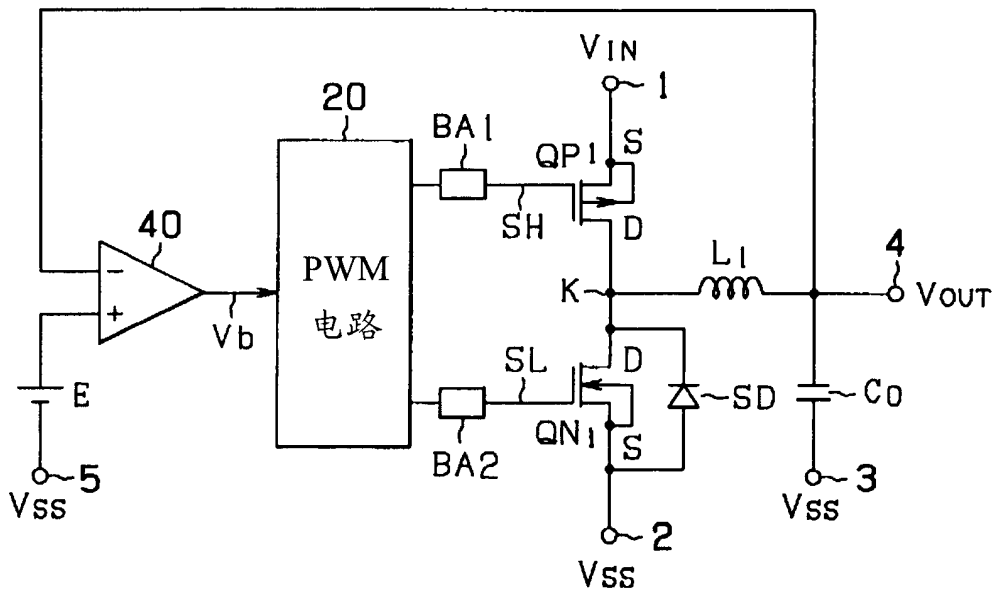 VIN
1
20
BA1
QP1
S
SH
D
40
-
+
Vb
PWM
电路
K
L1
4
VOUT
E
SL
D
SD
CO
QN1
S
BA2
5
VSS
3
VSS
2
VSS